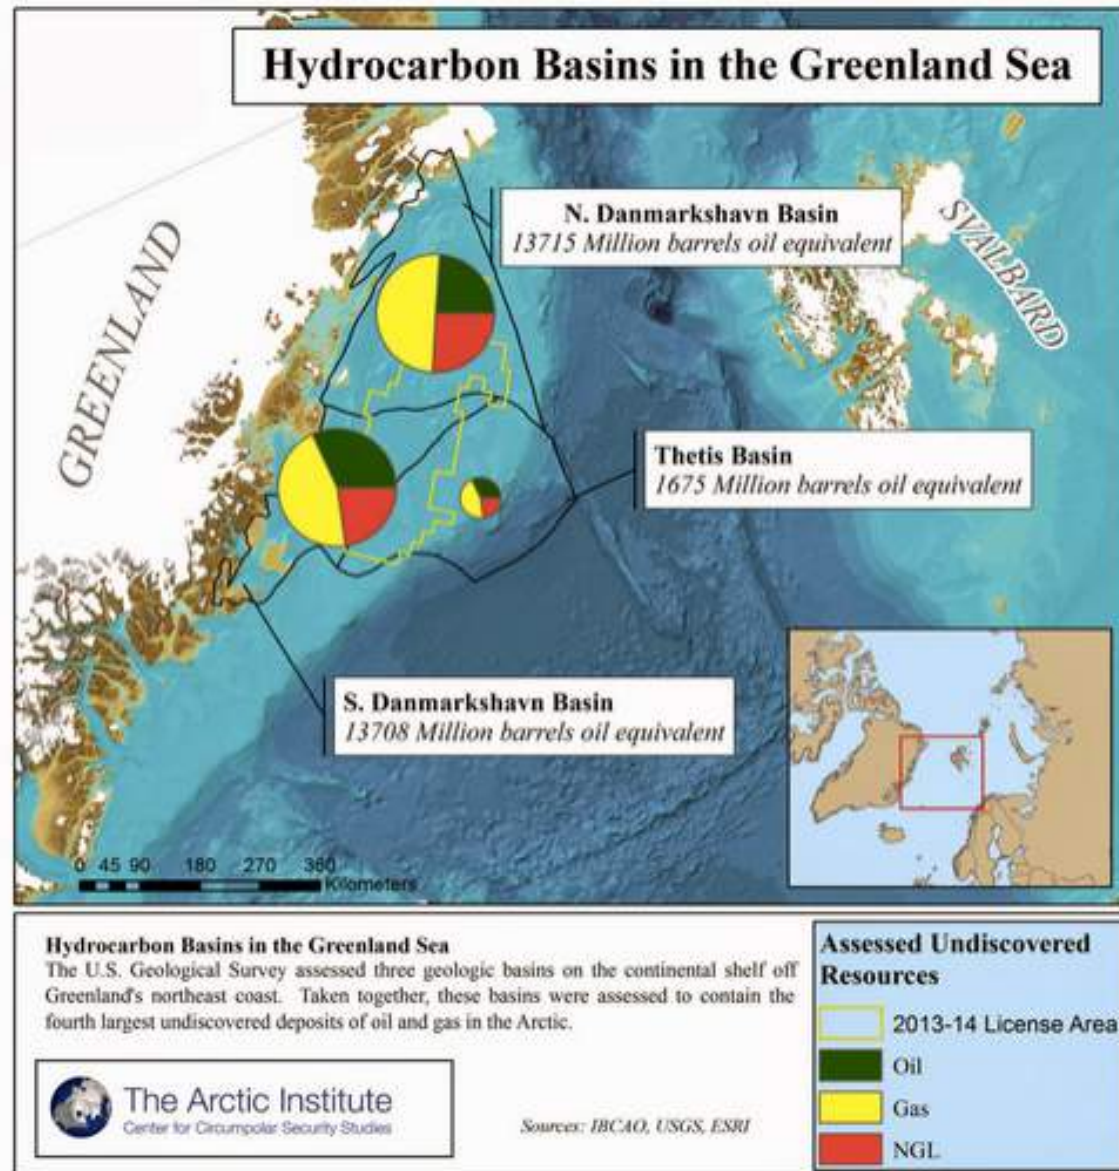 Hydrocarbon Basins in the Greenland Sea
GREENLAND
SVALBARD
N. Danmarkshavn Basin
13715 Million barrels oil equivalent
Thetis Basin
1675 Million barrels oil equivalent
S. Danmarkshavn Basin
13708 Million barrels oil equivalent
0 45 90 180 270 360
Kilometers
Hydrocarbon Basins in the Greenland Sea
The U.S. Geological Survey assessed three geologic basins on the continental shelf off
Greenland's northeast coast. Taken together, these basins were assessed to contain the
fourth largest undiscovered deposits of oil and gas in the Arctic.
The Arctic Institute
Center for Circumpolar Security Studies
Sources: IBCAO, USGS, ESRI
Assessed Undiscovered
Resources
2013-14 License Area
Oil
Gas
NGL